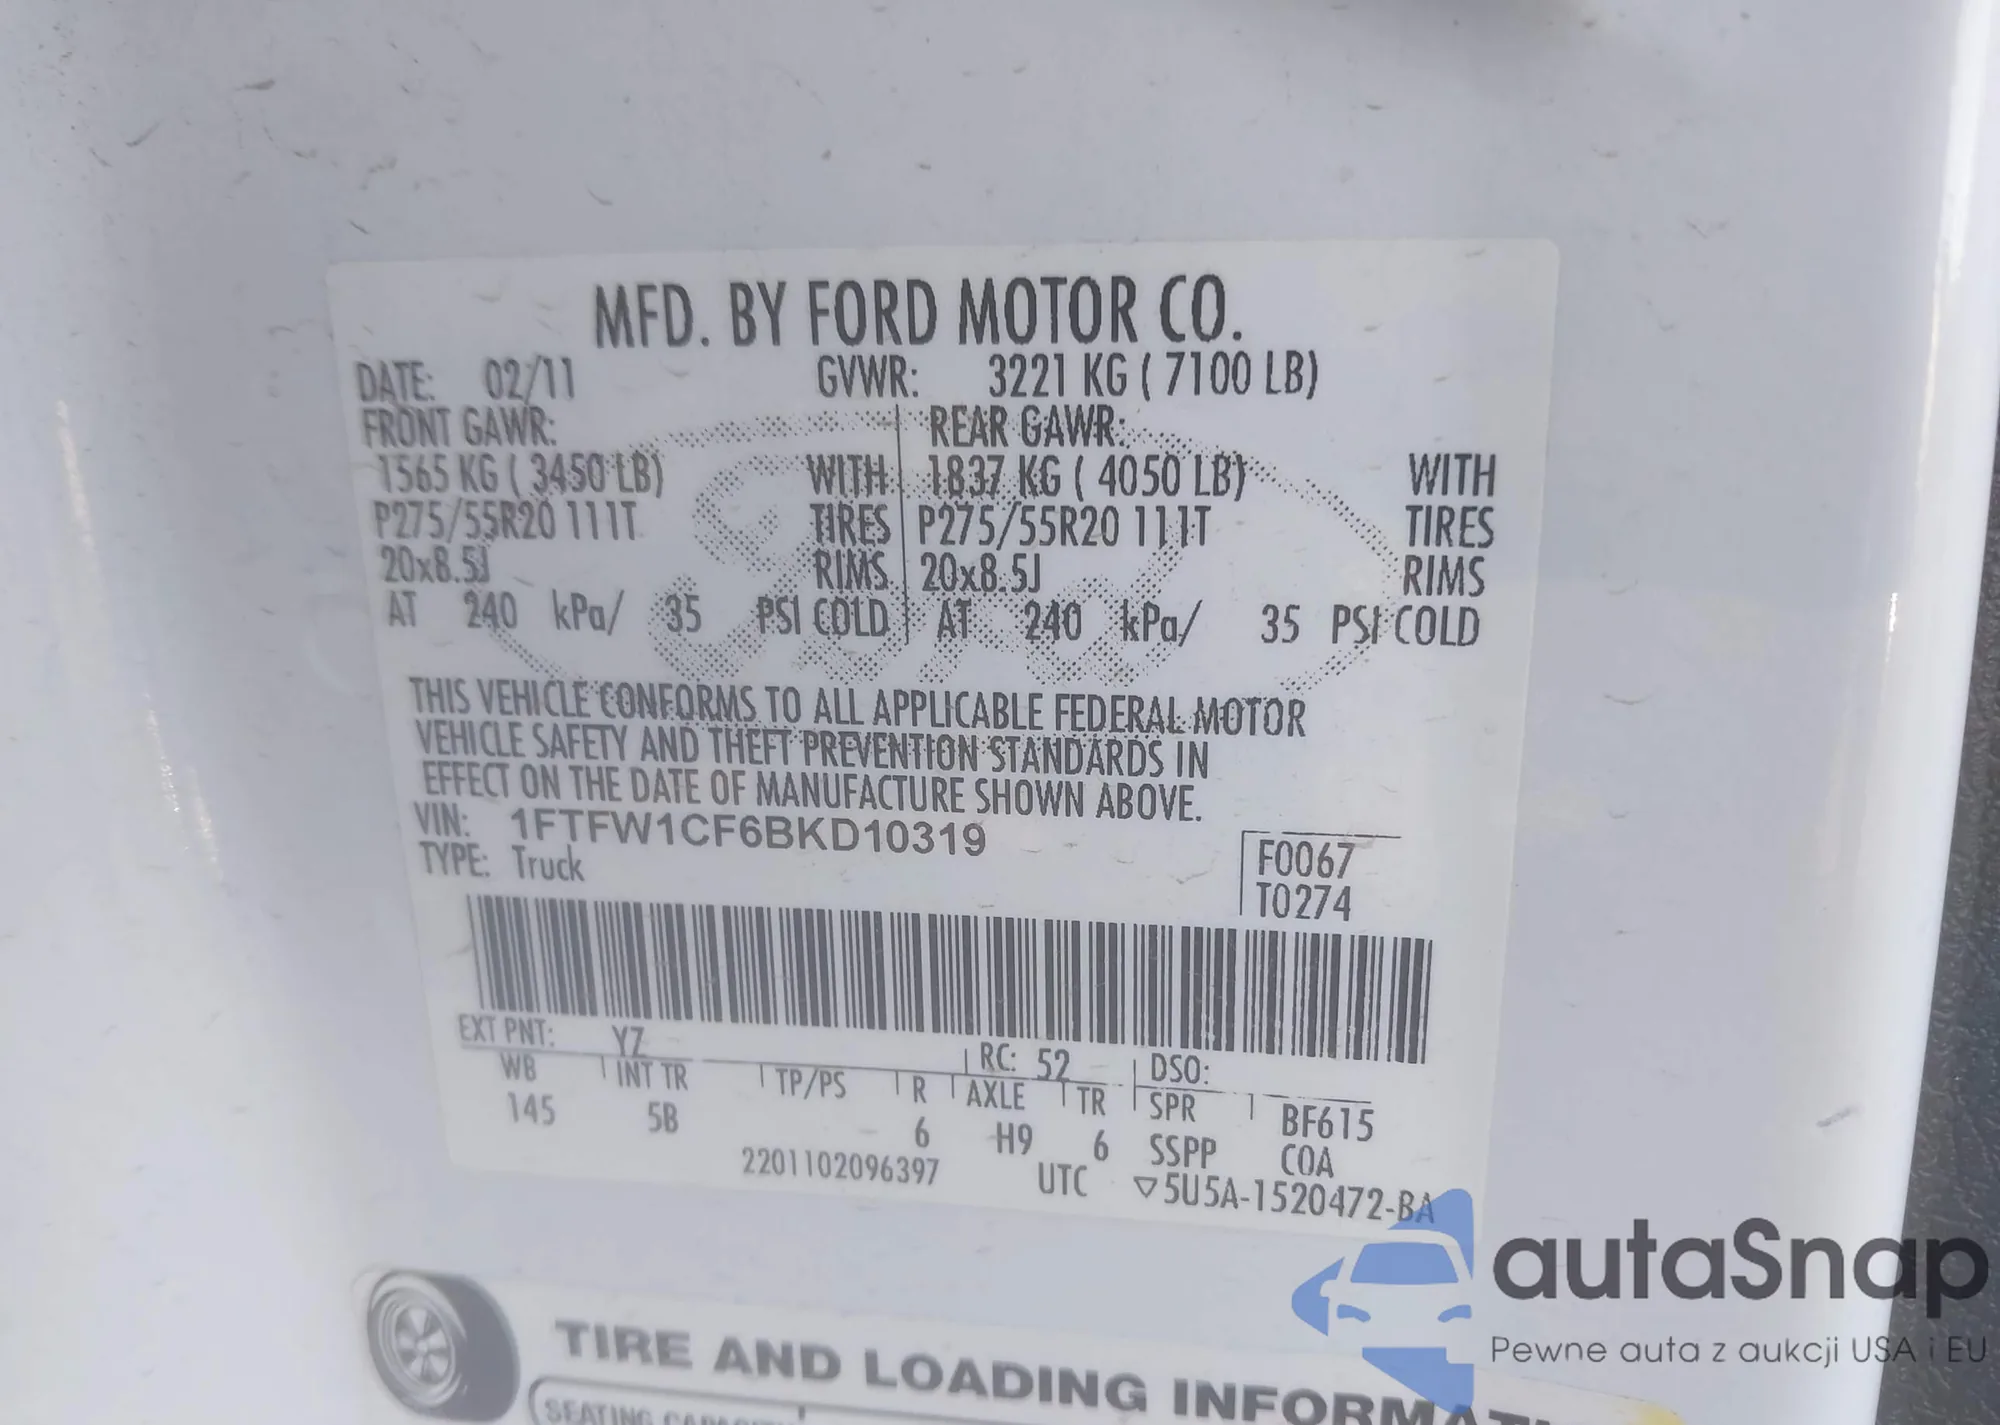 MFD. BY FORD MOTOR CO.
DATE: 02/11 GVWR: 3221 KG ( 7100 LB)
FRONT GAWR: REAR GAWR:
1565 KG ( 3450 LB) WITH 1837 KG ( 4050 LB) WITH
P275/55R20 111T TIRES P275/55R20 111T TIRES
20x8.5J RIMS 20x8.5J RIMS
AT 240 kPa/ 35 PSI COLD AT 240 kPa/ 35 PSI COLD
Ford
THIS VEHICLE CONFORMS TO ALL APPLICABLE FEDERAL MOTOR
VEHICLE SAFETY AND THEFT PREVENTION STANDARDS IN
EFFECT ON THE DATE OF MANUFACTURE SHOWN ABOVE.
VIN: 1FTFW1CF6BKD10319
TYPE: Truck
F0067
T0274
EXT PNT: YZ RC: 52 DSO:
WB INT TR TP/PS R AXLE TR SPR BF615
145 5B 6 H9 6 SSPP COA
2201102096397 UTC ▽5U5A-1520472-BA
TIRE AND LOADING INFORMAT
SEATING CAPACITY
autaSnap
Pewne auta z aukcji USA i EU